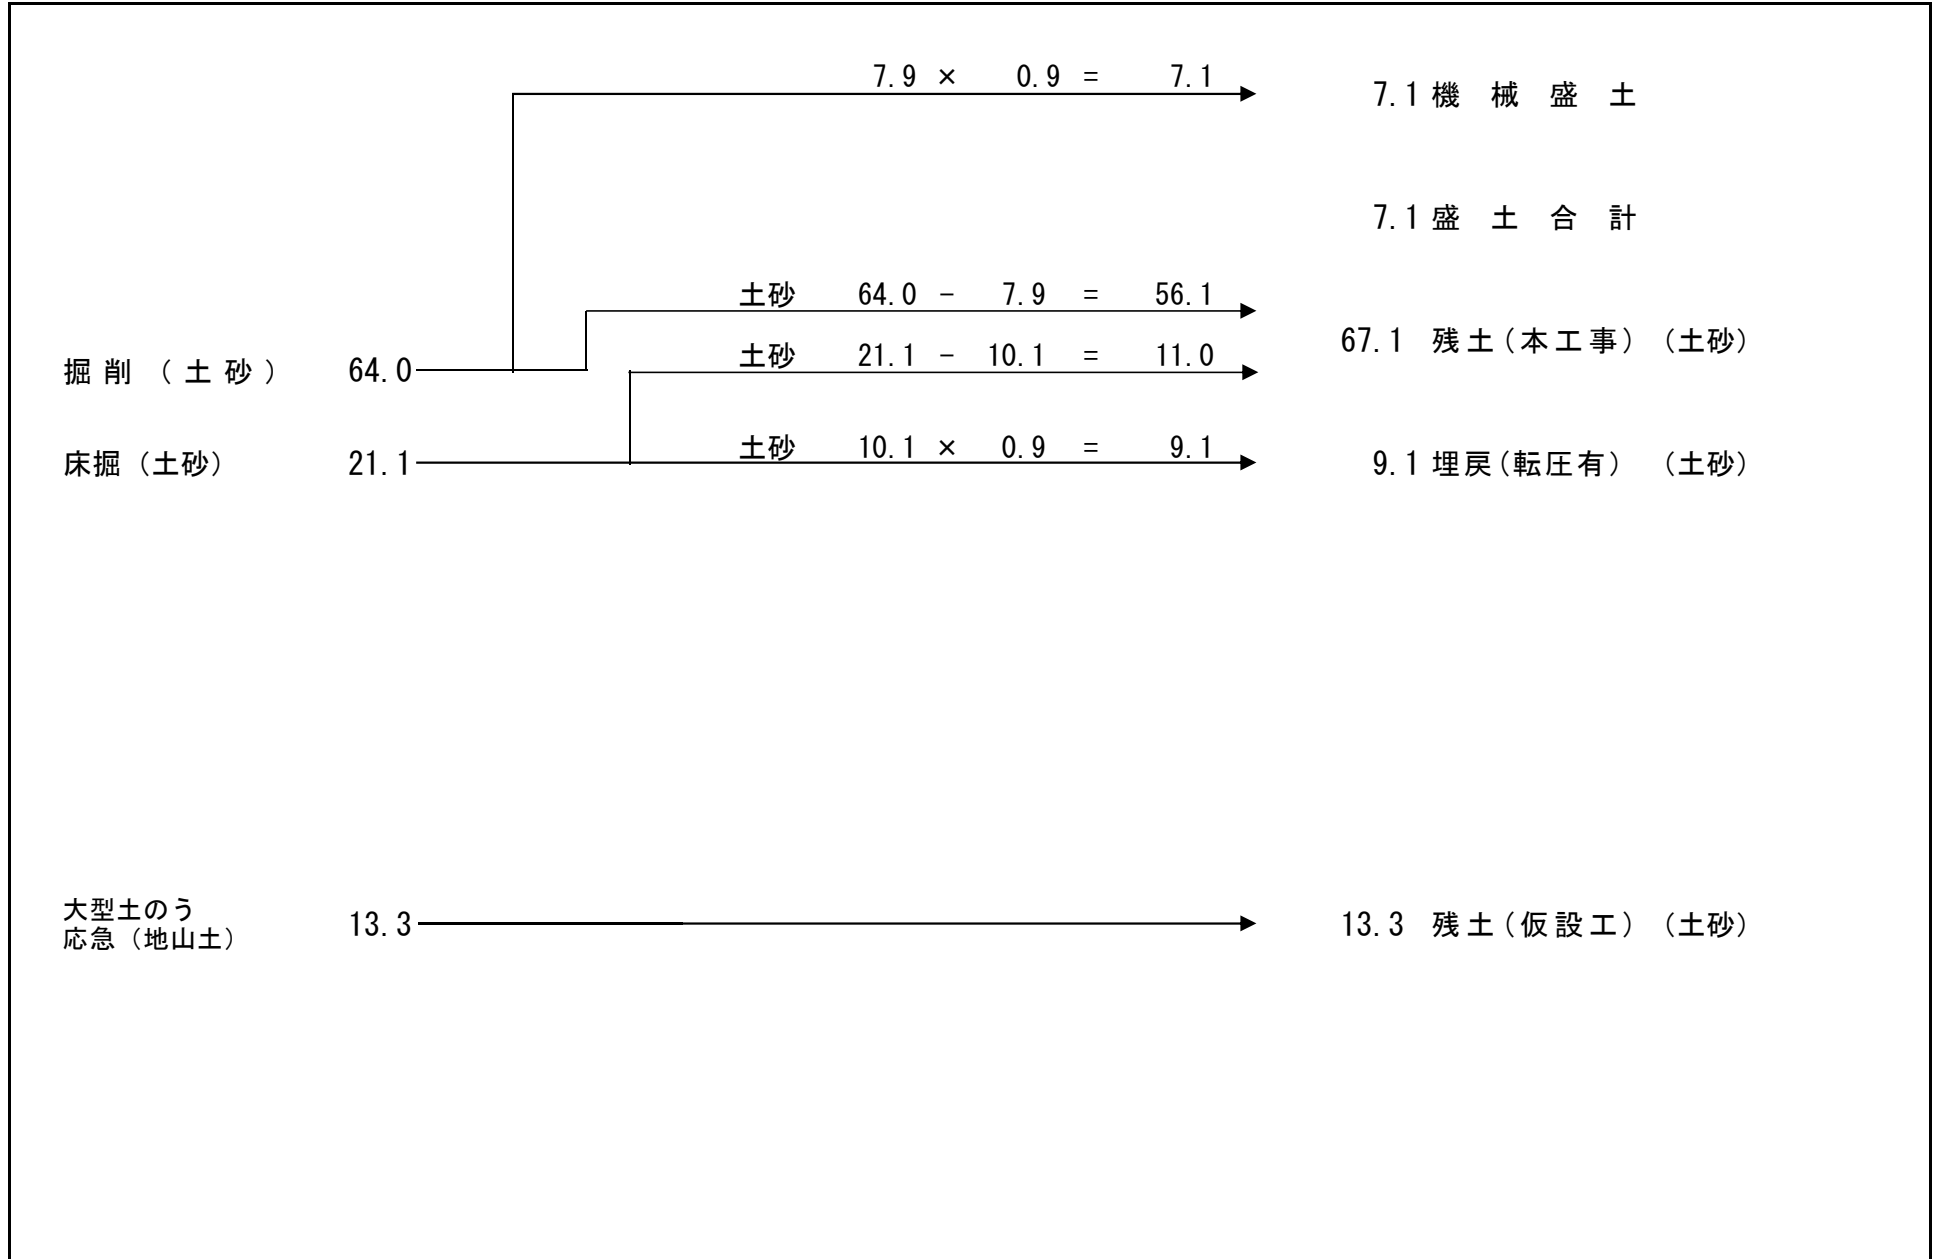 7.9 × 0.9 = 7.1
7.1 機 械 盛 土
7.1 盛 土 合 計
土砂 64.0 - 7.9 = 56.1
67.1 残土(本工事) (土砂)
土砂 21.1 - 10.1 = 11.0
掘削 (土砂) 64.0
土砂 10.1 × 0.9 = 9.1
床掘 (土砂) 21.1
9.1 埋戻(転圧有) (土砂)
大型土のう
応急 (地山土)
13.3
13.3 残土(仮設工) (土砂)